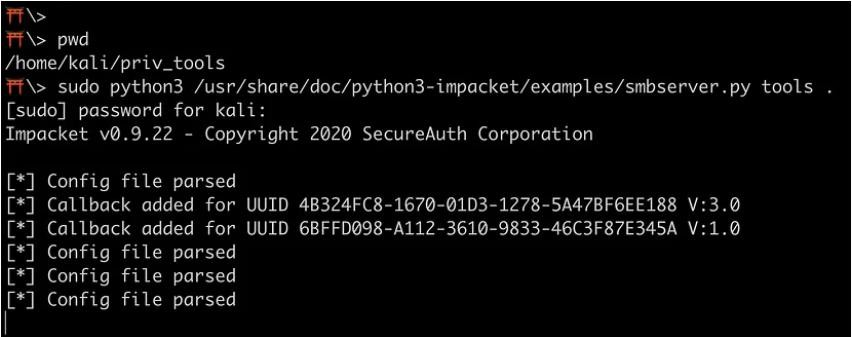 ⛩\>
⛩\> pwd
/home/kali/priv_tools
⛩\> sudo python3 /usr/share/doc/python3-impacket/examples/smbserver.py tools .
[sudo] password for kali:
Impacket v0.9.22 - Copyright 2020 SecureAuth Corporation
[*] Config file parsed
[*] Callback added for UUID 4B324FC8-1670-01D3-1278-5A47BF6EE188 V:3.0
[*] Callback added for UUID 6BFFD098-A112-3610-9833-46C3F87E345A V:1.0
[*] Config file parsed
[*] Config file parsed
[*] Config file parsed